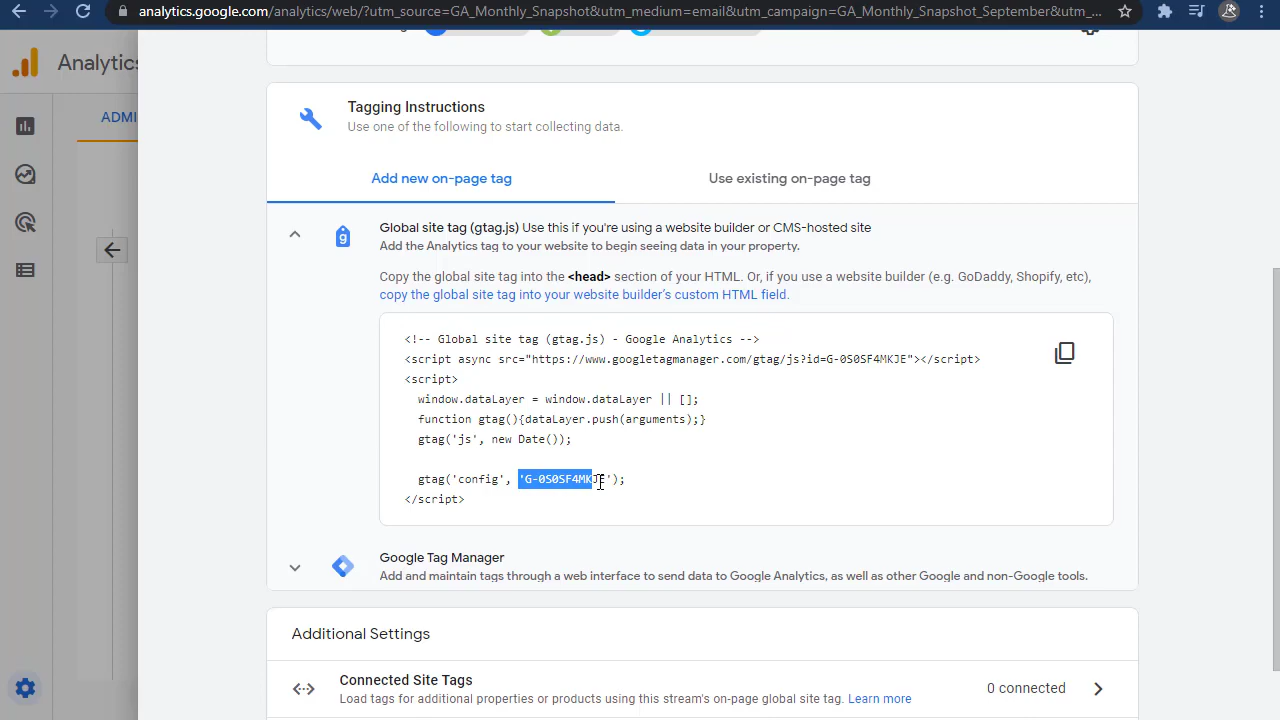 analytics.google.com/analytics/web/?utm_source=GA_Monthly_Snapshot&utm_medium=email&utm_campaign=GA_Monthly_Snapshot_September&utm_...
Analytics
ADMI
Tagging Instructions
Use one of the following to start collecting data.
Add new on-page tag
Use existing on-page tag
g
Global site tag (gtag.js) Use this if you're using a website builder or CMS-hosted site
Add the Analytics tag to your website to begin seeing data in your property.
Copy the global site tag into the <head> section of your HTML. Or, if you use a website builder (e.g. GoDaddy, Shopify, etc),
copy the global site tag into your website builder's custom HTML field.
<!-- Global site tag (gtag.js) - Google Analytics -->
<script async src="https://www.googletagmanager.com/gtag/js?id=G-0S0SF4MKJE"></script>
<script>
window.dataLayer = window.dataLayer || [];
function gtag(){dataLayer.push(arguments);}
gtag('js', new Date());
gtag('config', 'G-0S0SF4MKJE');
</script>
Google Tag Manager
Add and maintain tags through a web interface to send data to Google Analytics, as well as other Google and non-Google tools.
Additional Settings
Connected Site Tags
Load tags for additional properties or products using this stream's on-page global site tag. Learn more
0 connected